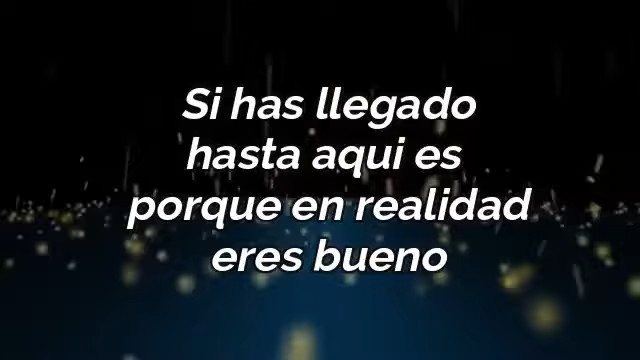 Si has llegado
hasta aqui es
porque en realidad
eres bueno